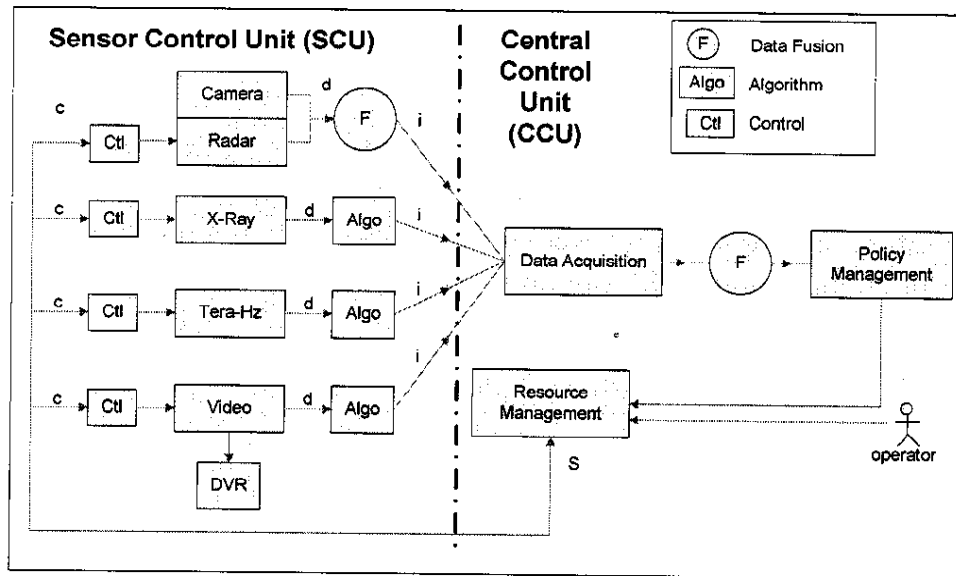 Sensor Control Unit (SCU)
Central
Control
Unit
(CCU)
F Data Fusion
Algo Algorithm
Ctl Control
c
Ctl
Camera
Radar
d
F
i
c
Ctl
X-Ray
d
Algo
i
c
Ctl
Tera-Hz
d
Algo
i
c
Ctl
Video
d
Algo
i
DVR
Data Acquisition
F
Policy
Management
e
Resource
Management
S
operator